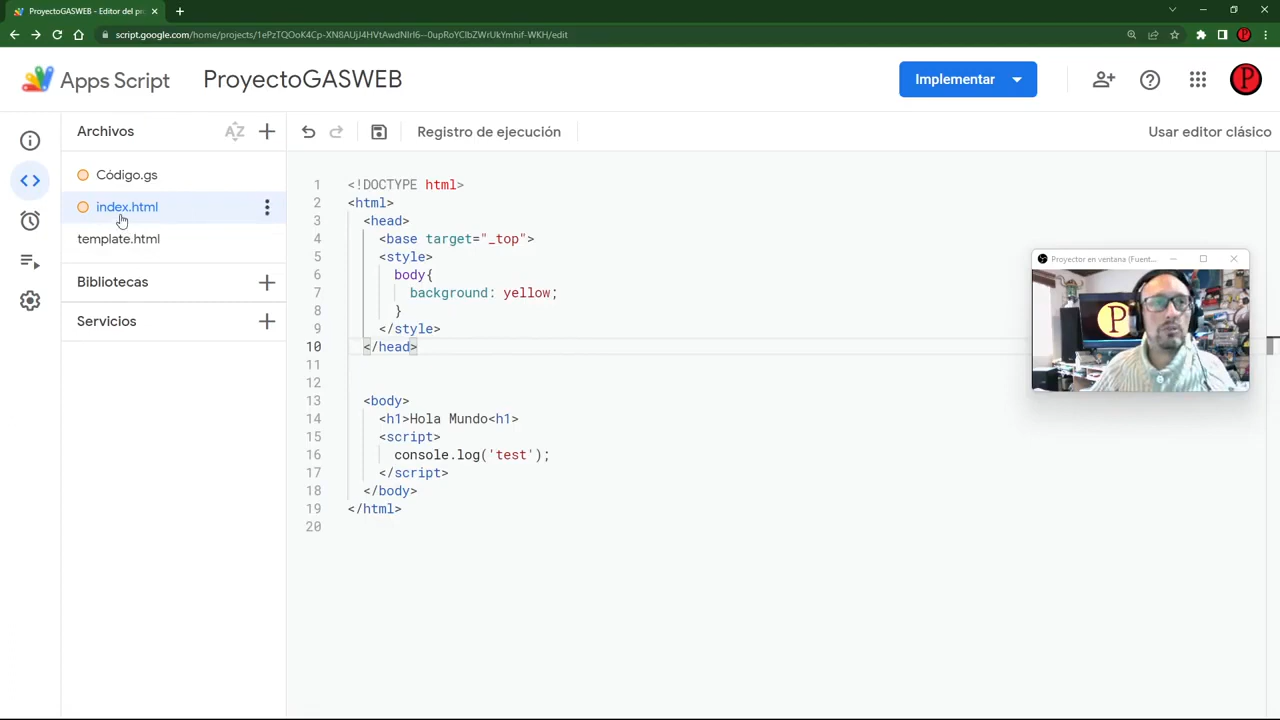 ProyectoGASWEB - Editor del pr
script.google.com/home/projects/1ePzTQOoK4Cp-XN8AUjJ4HVtAwdNIrI6--0upRoYClbZWrUkYmhif-WKH/edit
Apps Script
ProyectoGASWEB
Implementar
P
Archivos
AZ
Registro de ejecución
Usar editor clásico
Código.gs
index.html
template.html
Bibliotecas
Servicios
1 <!DOCTYPE html>
2 <html>
3 <head>
4 <base target="_top">
5 <style>
6 body{
7 background: yellow;
8 }
9 </style>
10 </head>
11
12
13 <body>
14 <h1>Hola Mundo<h1>
15 <script>
16 console.log('test');
17 </script>
18 </body>
19 </html>
20
Proyector en ventana (Fuent...
P